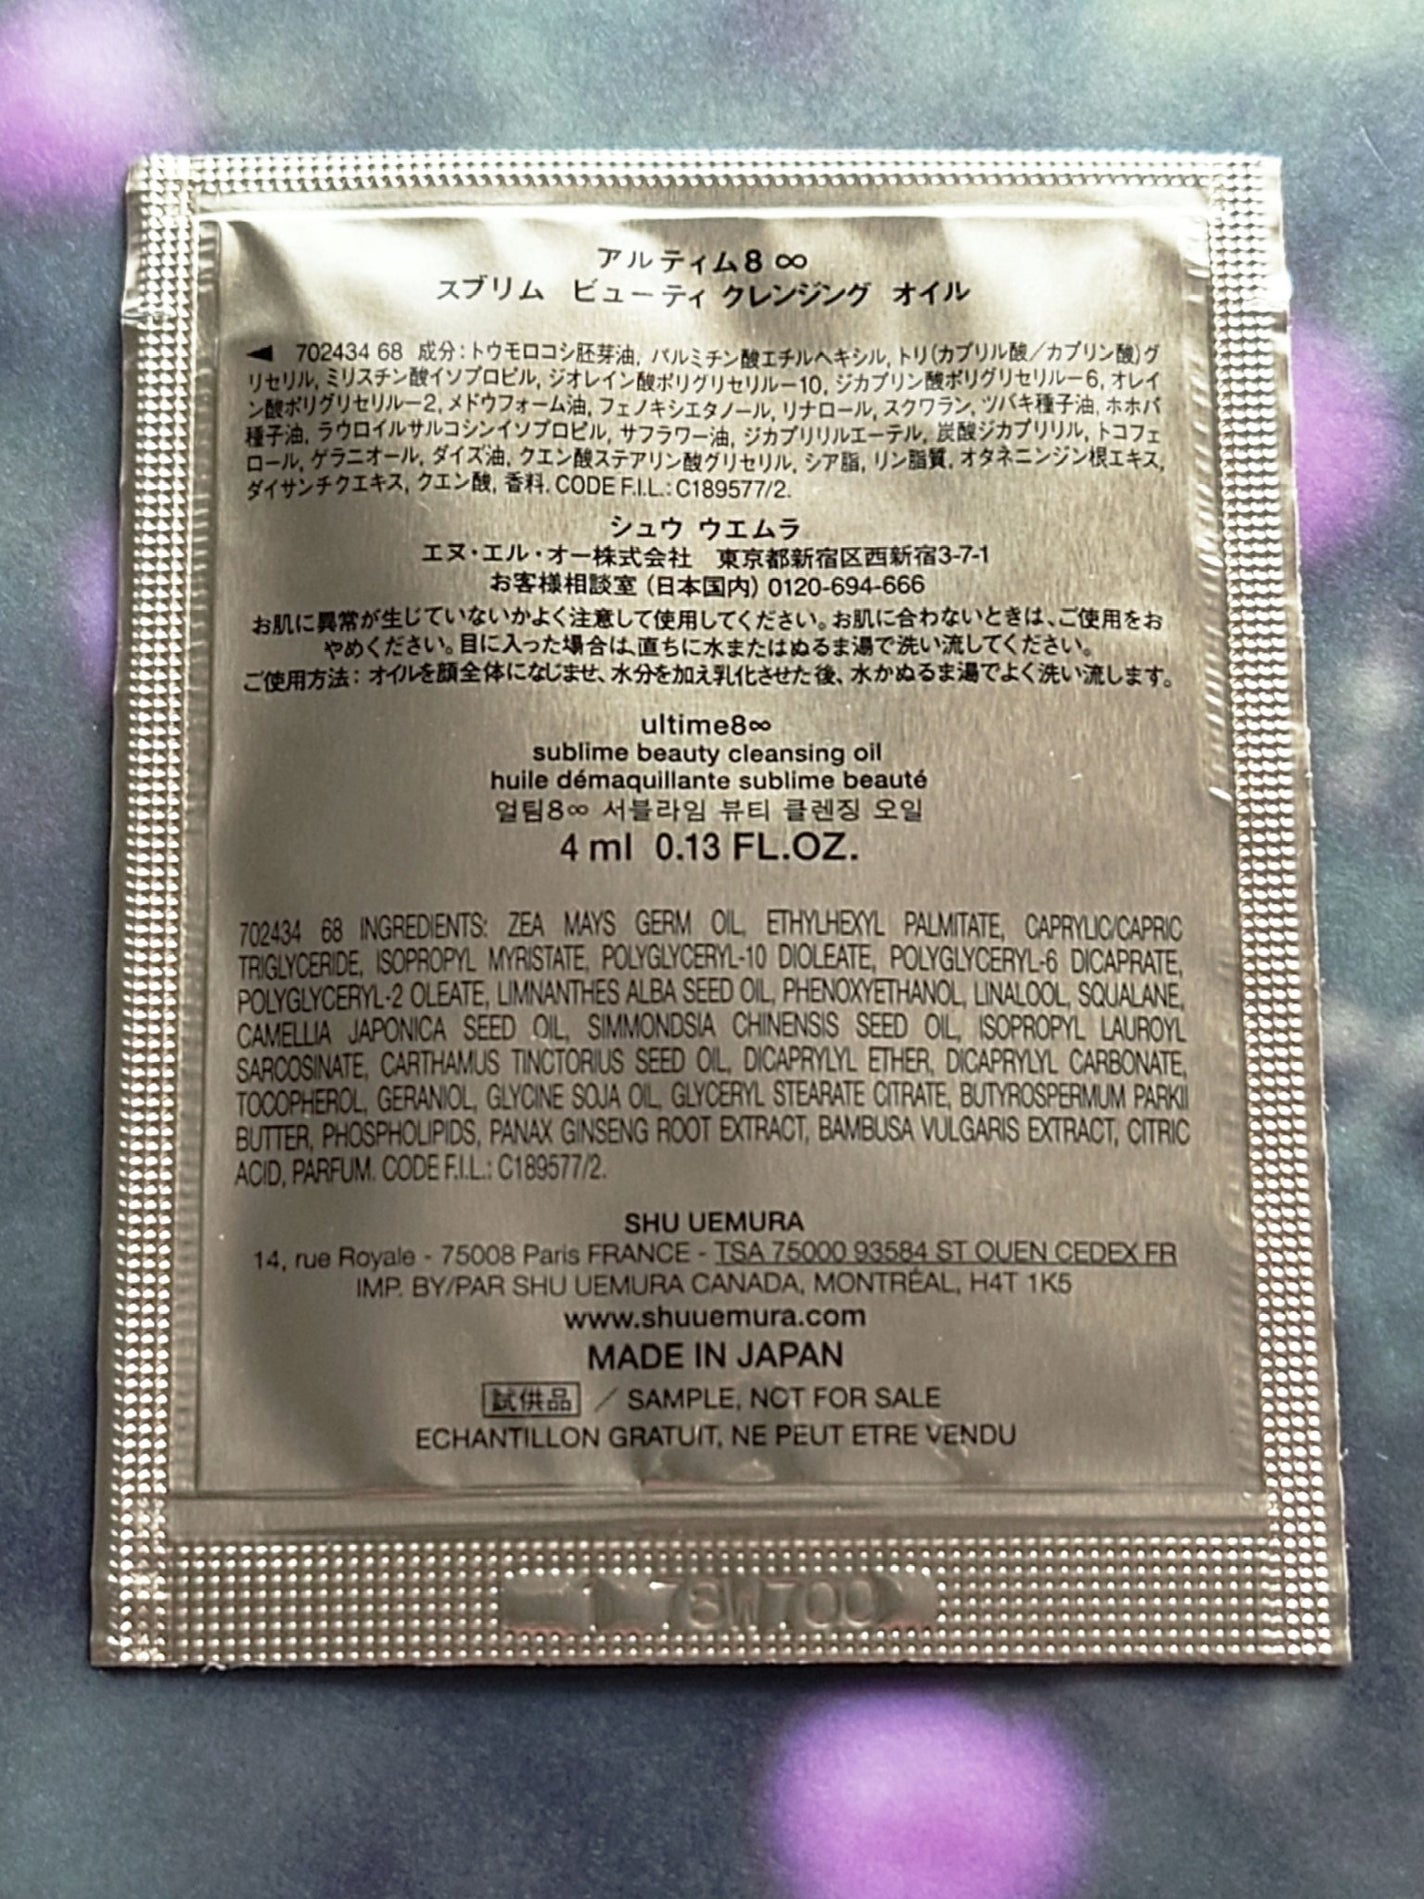 アルティム8 ∞
スブリム ビューティ クレンジング オイル
◀ 702434 68 成分：トウモロコシ胚芽油, パルミチン酸エチルヘキシル, トリ(カプリル酸／カプリン酸)グ
リセリル, ミリスチン酸イソプロピル, ジオレイン酸ポリグリセリル－10, ジカプリン酸ポリグリセリル－6, オレイ
ン酸ポリグリセリル－2, メドウフォーム油, フェノキシエタノール, リナロール, スクワラン, ツバキ種子油, ホホバ
種子油, ラウロイルサルコシンイソプロピル, サフラワー油, ジカプリリルエーテル, 炭酸ジカプリリル, トコフェ
ロール, ゲラニオール, ダイズ油, クエン酸ステアリン酸グリセリル, シア脂, リン脂質, オタネニンジン根エキス,
ダイサンチクエキス, クエン酸, 香料. CODE F.I.L.: C189577/2.
シュウ ウエムラ
エヌ・エル・オー株式会社 東京都新宿区西新宿3-7-1
お客様相談室（日本国内）0120-694-666
お肌に異常が生じていないかよく注意して使用してください。お肌に合わないときは、ご使用をお
やめください。目に入った場合は、直ちに水またはぬるま湯で洗い流してください。
ご使用方法：オイルを顔全体になじませ、水分を加え乳化させた後、水かぬるま湯でよく洗い流します。
ultime8∞
sublime beauty cleansing oil
huile démaquillante sublime beauté
얼팀8∞ 서블라임 뷰티 클렌징 오일
4 ml 0.13 FL.OZ.
702434 68 INGREDIENTS: ZEA MAYS GERM OIL, ETHYLHEXYL PALMITATE, CAPRYLIC/CAPRIC
TRIGLYCERIDE, ISOPROPYL MYRISTATE, POLYGLYCERYL-10 DIOLEATE, POLYGLYCERYL-6 DICAPRATE,
POLYGLYCERYL-2 OLEATE, LIMNANTHES ALBA SEED OIL, PHENOXYETHANOL, LINALOOL, SQUALANE,
CAMELLIA JAPONICA SEED OIL, SIMMONDSIA CHINENSIS SEED OIL, ISOPROPYL LAUROYL
SARCOSINATE, CARTHAMUS TINCTORIUS SEED OIL, DICAPRYLYL ETHER, DICAPRYLYL CARBONATE,
TOCOPHEROL, GERANIOL, GLYCINE SOJA OIL, GLYCERYL STEARATE CITRATE, BUTYROSPERMUM PARKII
BUTTER, PHOSPHOLIPIDS, PANAX GINSENG ROOT EXTRACT, BAMBUSA VULGARIS EXTRACT, CITRIC
ACID, PARFUM. CODE F.I.L.: C189577/2.
SHU UEMURA
14, rue Royale - 75008 Paris FRANCE - TSA 75000 93584 ST OUEN CEDEX FR
IMP. BY/PAR SHU UEMURA CANADA, MONTRÉAL, H4T 1K5
www.shuuemura.com
MADE IN JAPAN
試供品 ／ SAMPLE, NOT FOR SALE
ECHANTILLON GRATUIT, NE PEUT ETRE VENDU